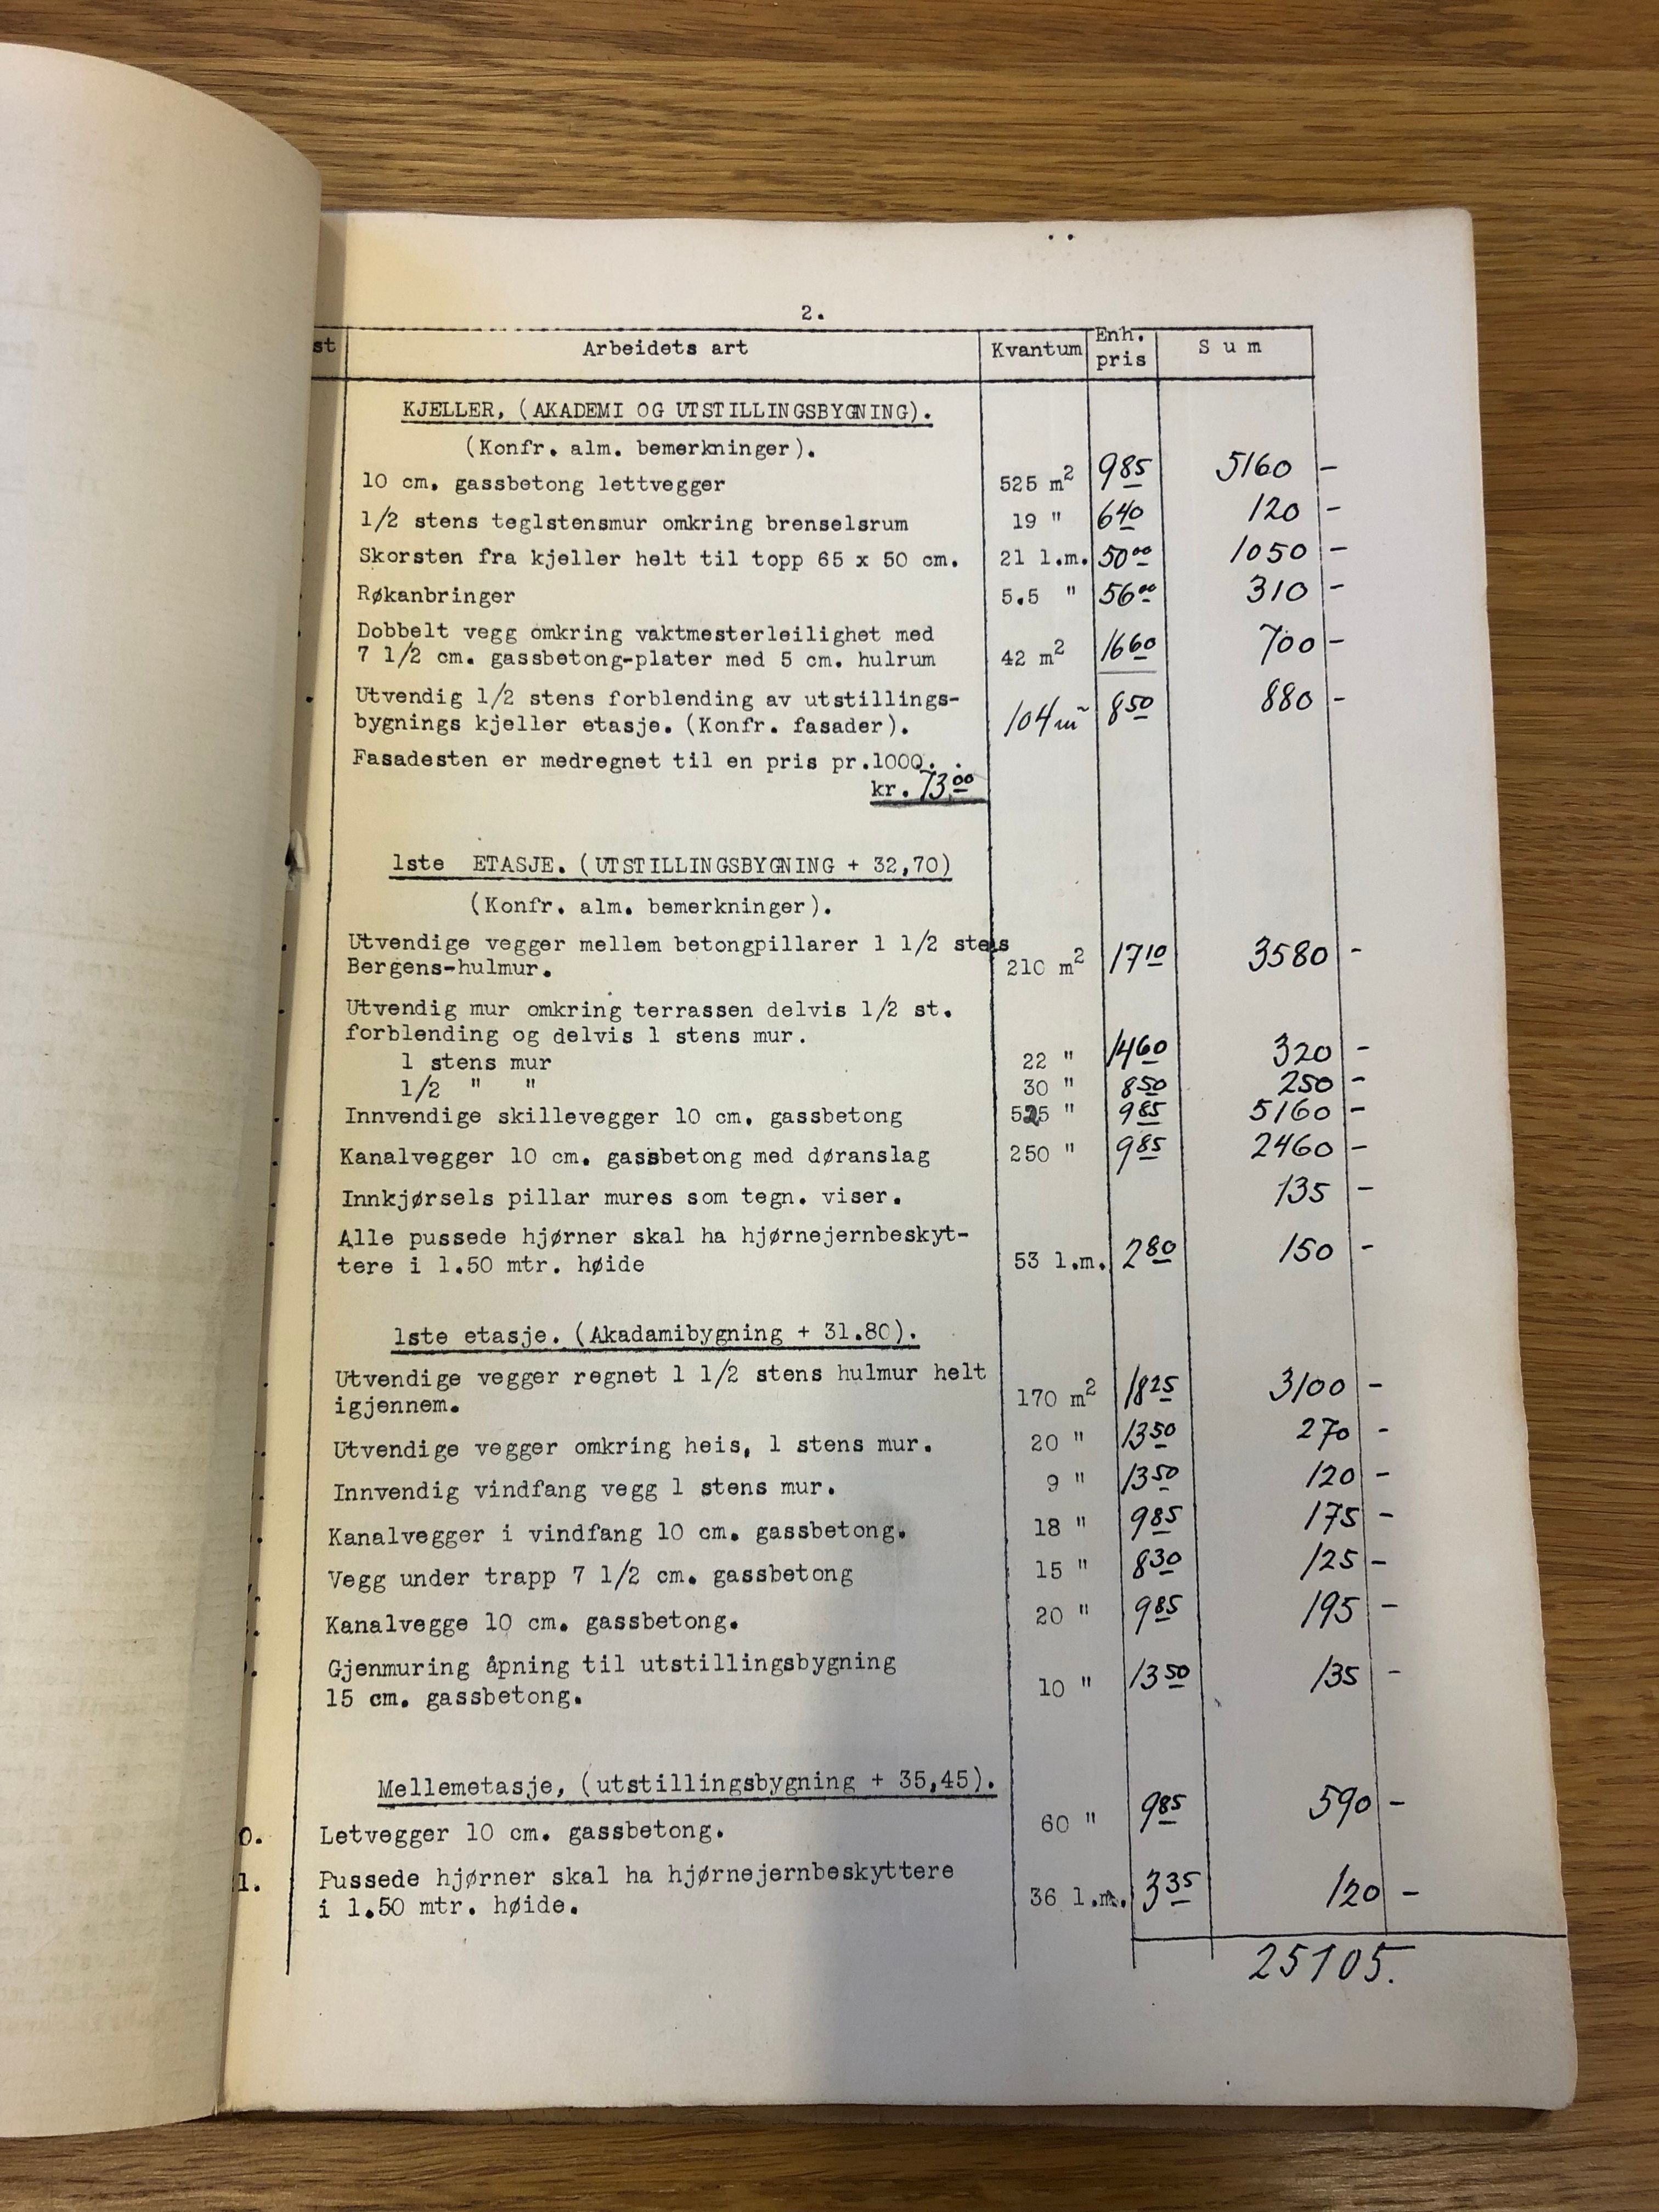 2.
st Arbeidets art Kvantum Enh. pris Sum
KJELLER, (AKADEMI OG UTSTILLINGSBYGNING).
(Konfr. alm. bemerkninger).
10 cm. gassbetong lettvegger 525 m2 985 5160 -
1/2 stens teglstensmur omkring brenselsrum 19 " 640 120 -
Skorsten fra kjeller helt til topp 65 x 50 cm. 21 l.m. 5000 1050 -
Røkanbringer 5.5 " 5600 310 -
Dobbelt vegg omkring vaktmesterleilighet med
7 1/2 cm. gassbetong-plater med 5 cm. hulrum 42 m2 1660 700 -
Utvendig 1/2 stens forblending av utstillings-
bygnings kjeller etasje. (Konfr. fasader). 104 m2 850 880 -
Fasadesten er medregnet til en pris pr.1000.
kr. 73.00
1ste ETASJE. (UTSTILLINGSBYGNING + 32,70)
(Konfr. alm. bemerkninger).
Utvendige vegger mellem betongpillarer 1 1/2 stens
Bergens-hulmur. 210 m2 1710 3580 -
Utvendig mur omkring terrassen delvis 1/2 st.
forblending og delvis 1 stens mur.
1 stens mur 22 " 1460 320 -
1/2 " " 30 " 850 250 -
Innvendige skillevegger 10 cm. gassbetong 525 " 985 5160 -
Kanalvegger 10 cm. gassbetong med døranslag 250 " 985 2460 -
Innkjørsels pillar mures som tegn. viser. 135 -
Alle pussede hjørner skal ha hjørnejernbeskyt-
tere i 1.50 mtr. høide 53 l.m. 280 150 -
1ste etasje. (Akadamibygning + 31.80).
Utvendige vegger regnet 1 1/2 stens hulmur helt
igjennem. 170 m2 1825 3100 -
Utvendige vegger omkring heis, 1 stens mur. 20 " 1350 270 -
Innvendig vindfang vegg 1 stens mur. 9 " 1350 120 -
Kanalvegger i vindfang 10 cm. gassbetong. 18 " 985 175 -
Vegg under trapp 7 1/2 cm. gassbetong 15 " 830 125 -
Kanalvegge 10 cm. gassbetong. 20 " 985 195 -
Gjenmuring åpning til utstillingsbygning
15 cm. gassbetong. 10 " 1350 135 -
Mellemetasje, (utstillingsbygning + 35,45).
0. Letvegger 10 cm. gassbetong. 60 " 985 590 -
1. Pussede hjørner skal ha hjørnejernbeskyttere
i 1.50 mtr. høide. 36 l.m. 335 120 -
25105.